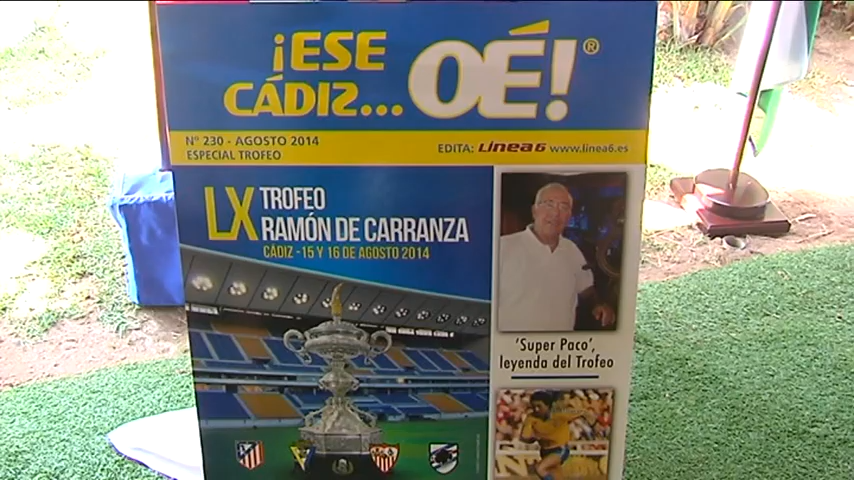 ¡ESE
CÁDIZ... OÉ!®
Nº 230 - AGOSTO 2014
ESPECIAL TROFEO
EDITA: Línea6 www.linea6.es
LX TROFEO
RAMÓN DE CARRANZA
CÁDIZ - 15 Y 16 DE AGOSTO 2014
'Super Paco',
leyenda del Trofeo